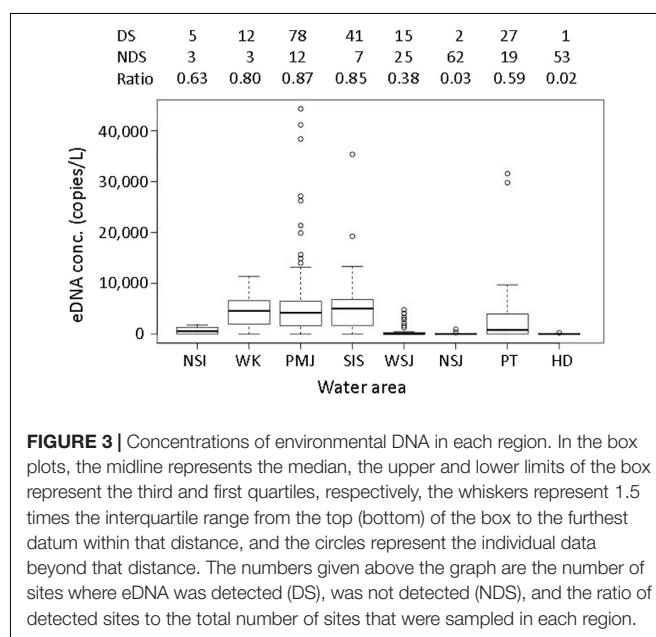 DS 5 12 78 41 15 2 27 1
NDS 3 3 12 7 25 62 19 53
Ratio 0.63 0.80 0.87 0.85 0.38 0.03 0.59 0.02
eDNA conc. (copies/L)
40,000
30,000
20,000
10,000
0
NSI WK PMJ SIS WSJ NSJ PT HD
Water area
FIGURE 3 | Concentrations of environmental DNA in each region. In the box
plots, the midline represents the median, the upper and lower limits of the box
represent the third and first quartiles, respectively, the whiskers represent 1.5
times the interquartile range from the top (bottom) of the box to the furthest
datum within that distance, and the circles represent the individual data
beyond that distance. The numbers given above the graph are the number of
sites where eDNA was detected (DS), was not detected (NDS), and the ratio of
detected sites to the total number of sites that were sampled in each region.